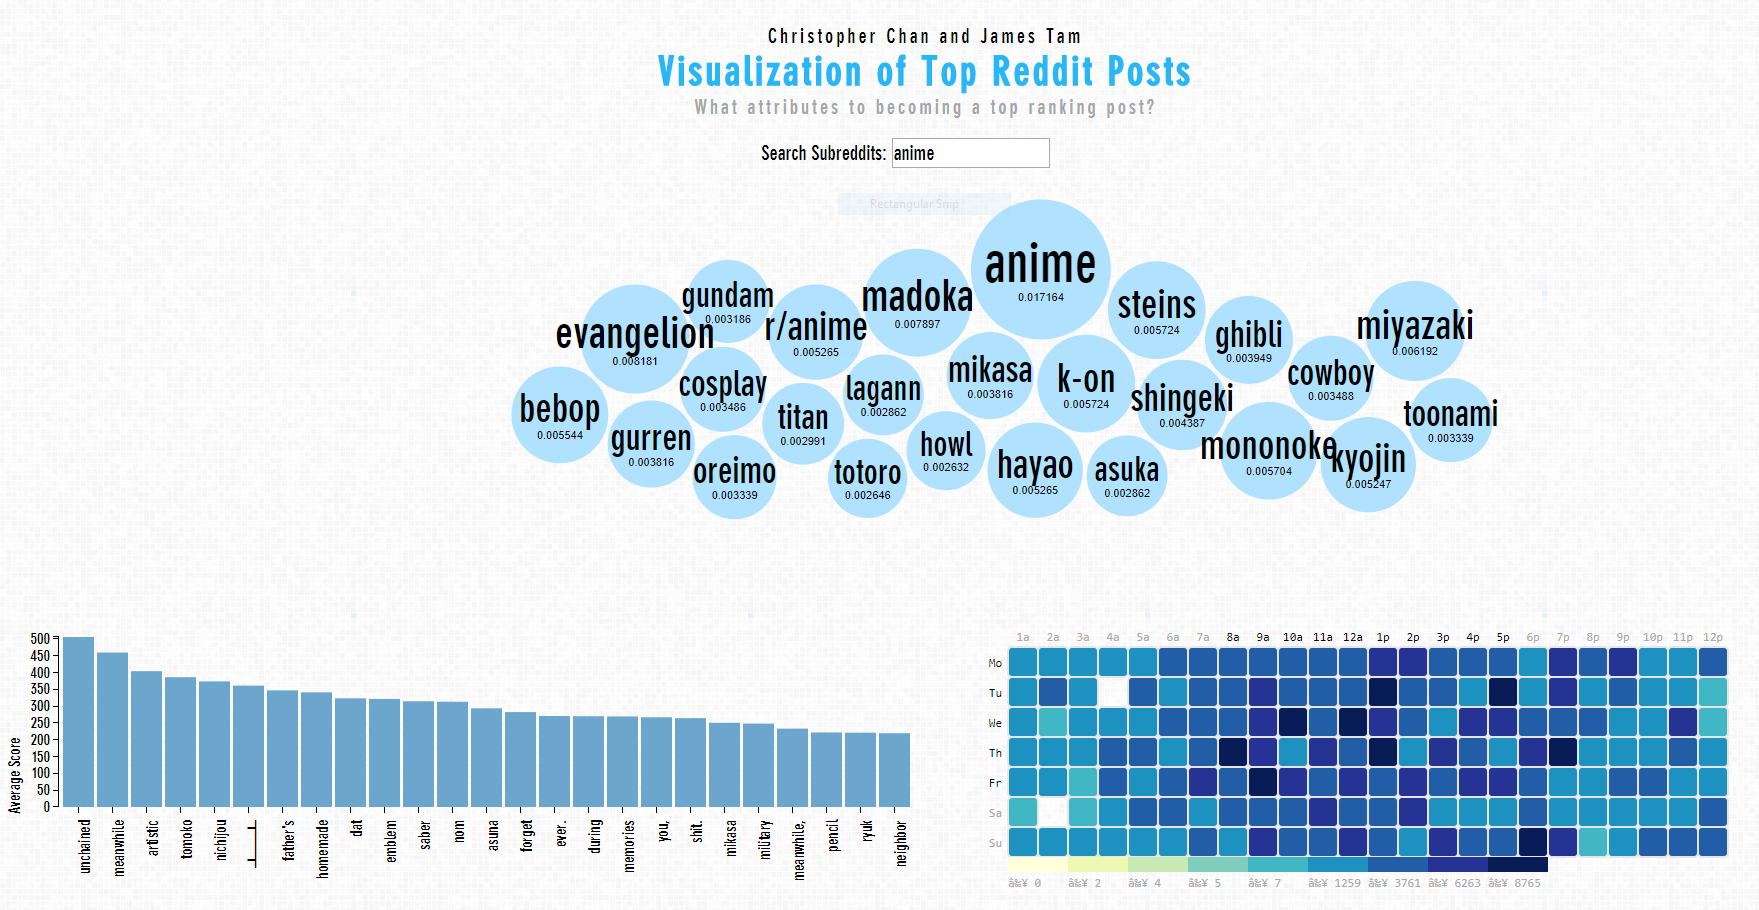 Christopher Chan and James Tam
Visualization of Top Reddit Posts
What attributes to becoming a top ranking post?
Search Subreddits: anime
Rectangular Snip
anime
0.017164
gundam
0.003186
madoka
0.007897
steins
0.005724
evangelion
0.008181
r/anime
0.005265
ghibli
0.003949
miyazaki
0.006192
cosplay
0.003486
lagann
0.002862
mikasa
0.003816
k-on
0.005724
shingeki
0.004387
cowboy
0.003488
bebop
0.005544
gurren
0.003816
titan
0.002991
howl
0.002632
toonami
0.003339
oreimo
0.003339
totoro
0.002646
hayao
0.005265
asuka
0.002862
mononoke
0.005704
kyojin
0.005247
Average Score
500
450
400
350
300
250
200
150
100
50
0
unchained
meanwhile
artistic
tomoko
nichijou
father's
homemade
dat
emblem
saber
nom
asuna
forget
ever.
during
memories
you,
shit.
mikasa
military
meanwhile,
pencil
ryuk
neighbor
1a 2a 3a 4a 5a 6a 7a 8a 9a 10a 11a 12a 1p 2p 3p 4p 5p 6p 7p 8p 9p 10p 11p 12p
Mo
Tu
We
Th
Fr
Sa
Su
â‰¥ 0 â‰¥ 2 â‰¥ 4 â‰¥ 5 â‰¥ 7 â‰¥ 1259 â‰¥ 3761 â‰¥ 6263 â‰¥ 8765